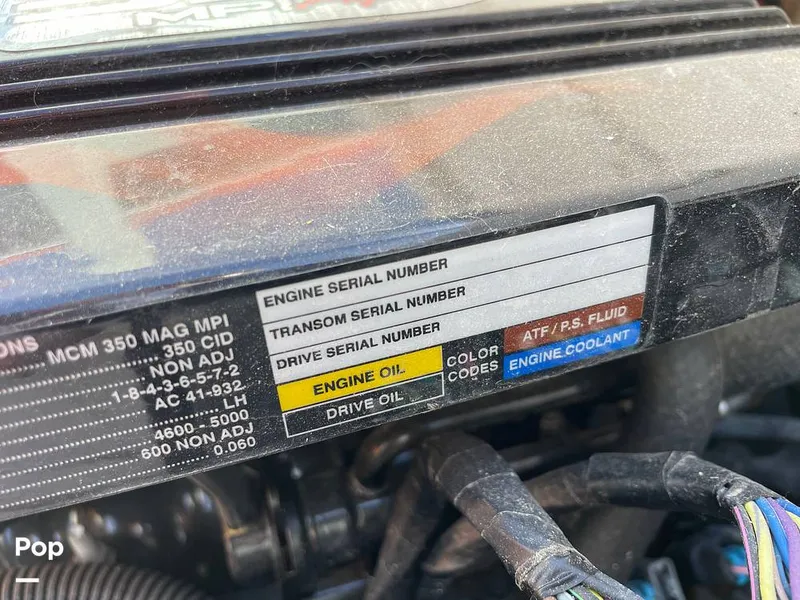 MPI
ONS MCM 350 MAG MPI
350 CID
NON ADJ
1-8-4-3-6-5-7-2
AC 41-932
LH
4600 - 5000
600 NON ADJ
0.060
ENGINE SERIAL NUMBER
TRANSOM SERIAL NUMBER
DRIVE SERIAL NUMBER
ENGINE OIL
DRIVE OIL
COLOR
CODES
ATF / P.S. FLUID
ENGINE COOLANT
Pop